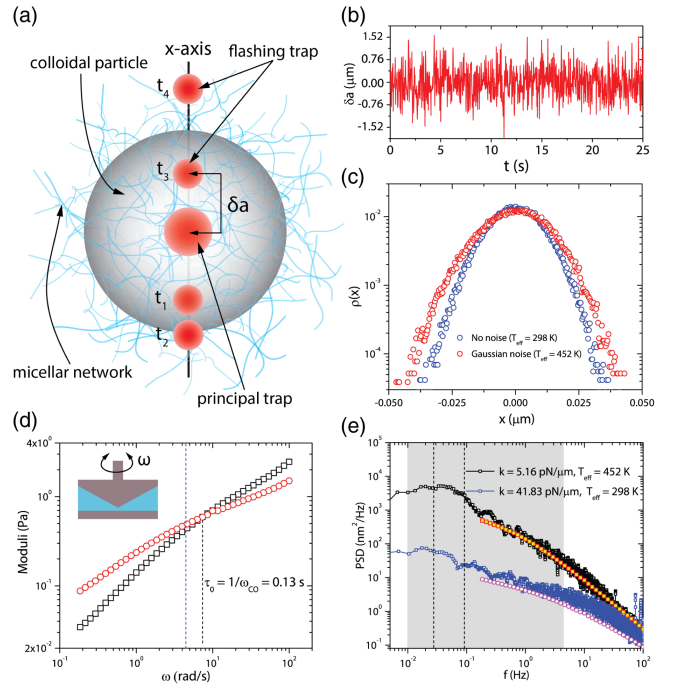 (a)
x-axis
flashing trap
colloidal particle
t4
t3
δa
t1
t2
micellar network
principal trap
(b)
δa (μm)
1.52
0.76
0.00
-0.76
-1.52
0 5 10 15 20 25
t (s)
(c)
ρ(x)
10⁻²
10⁻³
10⁻⁴
No noise (Teff = 298 K)
Gaussian noise (Teff = 452 K)
-0.050 -0.025 0.000 0.025 0.050
x (μm)
(d)
ω
Moduli (Pa)
4x10⁰
10⁰
10⁻¹
2x10⁻²
τ0 = 1/ωCO = 0.13 s
10⁻¹ 10⁰ 10¹ 10²
ω (rad/s)
(e)
PSD (nm²/Hz)
10⁵
10⁴
10³
10²
10¹
10⁰
10⁻¹
k = 5.16 pN/μm, Teff = 452 K
k = 41.83 pN/μm, Teff = 298 K
10⁻² 10⁻¹ 10⁰ 10¹ 10²
f (Hz)